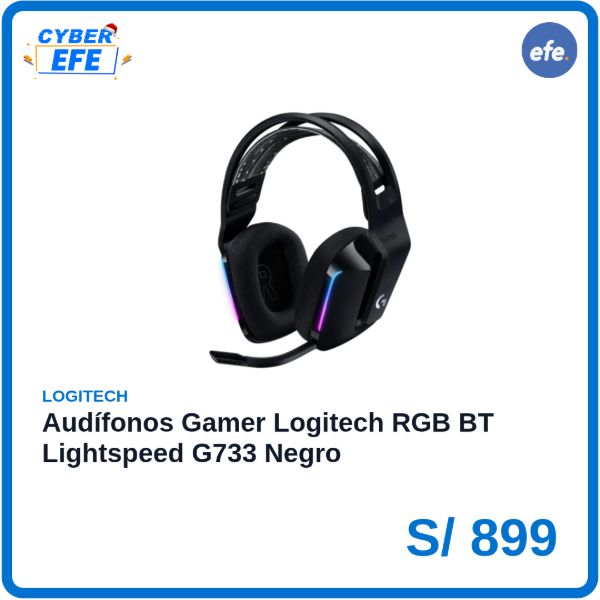 CYBER
EFE
efe.
LOGITECH
Audífonos Gamer Logitech RGB BT
Lightspeed G733 Negro
S/ 899